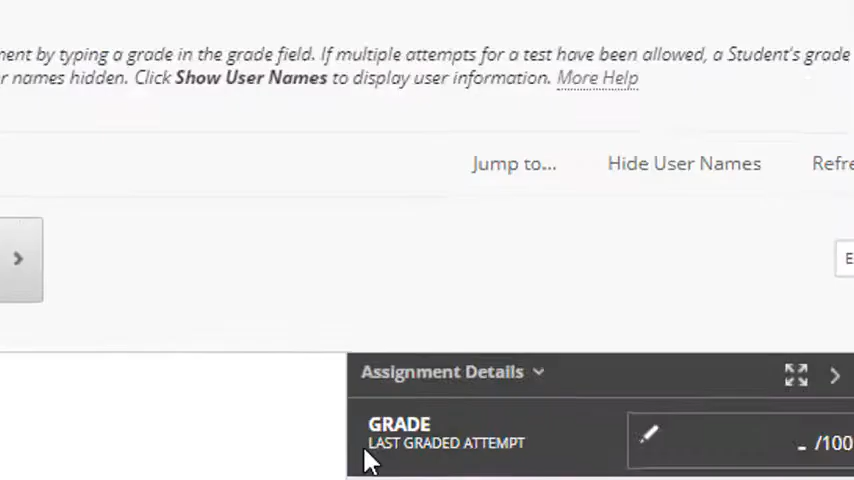 ment by typing a grade in the grade field. If multiple attempts for a test have been allowed, a Student's grade
r names hidden. Click Show User Names to display user information. More Help
Jump to... Hide User Names Refre
E
Assignment Details
GRADE
LAST GRADED ATTEMPT
- /100